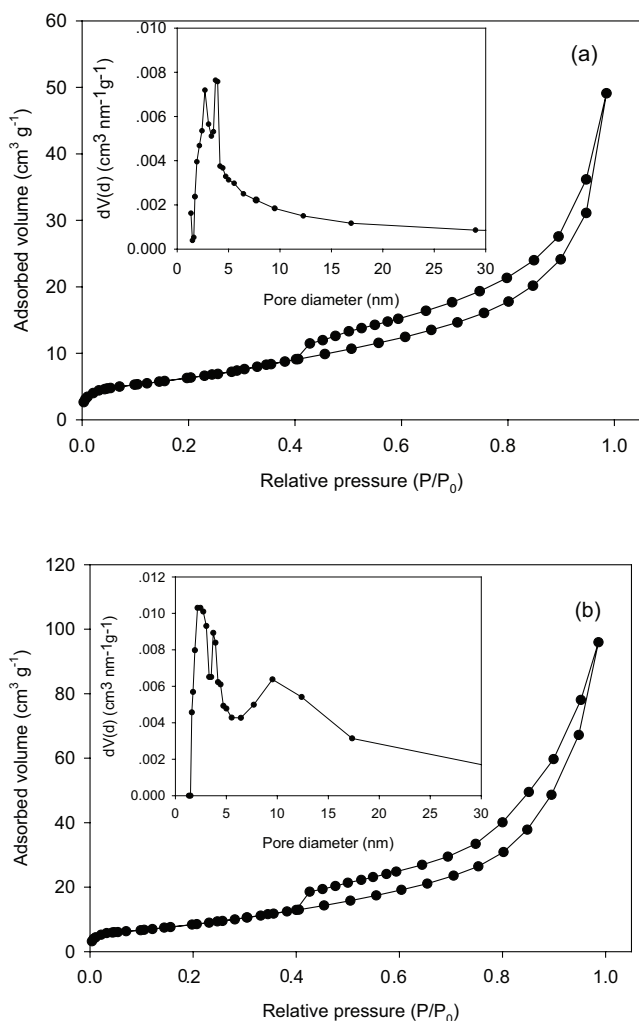 60
50
40
30
20
10
0
Adsorbed volume (cm³ g⁻¹)
(a)
.010
.008
.006
.004
.002
0.000
dV(d) (cm3 nm-1g-1)
0 5 10 15 20 25 30
Pore diameter (nm)
0.0 0.2 0.4 0.6 0.8 1.0
Relative pressure (P/P₀)
120
100
80
60
40
20
0
Adsorbed volume (cm³ g⁻¹)
(b)
.012
.010
.008
.006
.004
.002
0.000
dV(d) (cm3 nm-1g-1)
0 5 10 15 20 25 30
Pore diameter (nm)
0.0 0.2 0.4 0.6 0.8 1.0
Relative pressure (P/P₀)